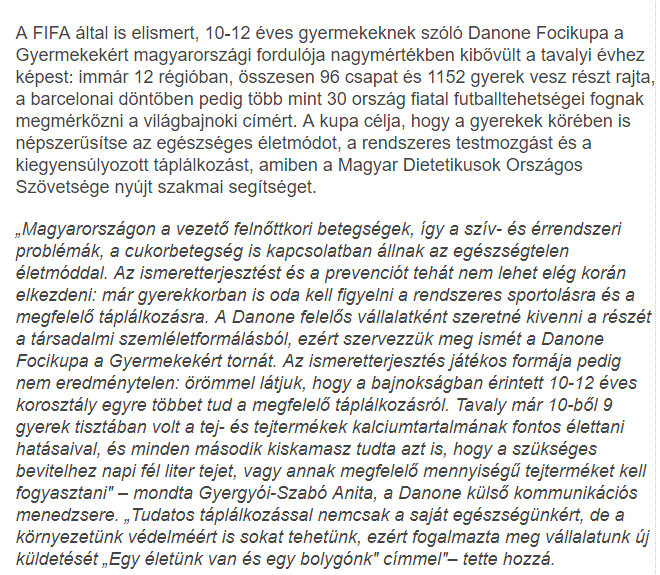 A FIFA által is elismert, 10-12 éves gyermekeknek szóló Danone Focikupa a
Gyermekekért magyarországi fordulója nagymértékben kibővült a tavalyi évhez
képest: immár 12 régióban, összesen 96 csapat és 1152 gyerek vesz részt rajta,
a barcelonai döntőben pedig több mint 30 ország fiatal futballtehetségei fognak
megmérkőzni a világbajnoki címért. A kupa célja, hogy a gyerekek körében is
népszerűsítse az egészséges életmódot, a rendszeres testmozgást és a
kiegyensúlyozott táplálkozást, amiben a Magyar Dietetikusok Országos
Szövetsége nyújt szakmai segítséget.
„Magyarországon a vezető felnőttkori betegségek, így a szív- és érrendszeri
problémák, a cukorbetegség is kapcsolatban állnak az egészségtelen
életmóddal. Az ismeretterjesztést és a prevenciót tehát nem lehet elég korán
elkezdeni: már gyerekkorban is oda kell figyelni a rendszeres sportolásra és a
megfelelő táplálkozásra. A Danone felelős vállalatként szeretné kivenni a részét
a társadalmi szemléletformálásból, ezért szervezzük meg ismét a Danone
Focikupa a Gyermekekért tornát. Az ismeretterjesztés játékos formája pedig
nem eredménytelen: örömmel látjuk, hogy a bajnokságban érintett 10-12 éves
korosztály egyre többet tud a megfelelő táplálkozásról. Tavaly már 10-ből 9
gyerek tisztában volt a tej- és tejtermékek kalciumtartalmának fontos élettani
hatásaival, és minden második kiskamasz tudta azt is, hogy a szükséges
bevitelhez napi fél liter tejet, vagy annak megfelelő mennyiségű tejterméket kell
fogyasztani" – mondta Gyergyói-Szabó Anita, a Danone külső kommunikációs
menedzsere. „Tudatos táplálkozással nemcsak a saját egészségünkért, de a
környezetünk védelméért is sokat tehetünk, ezért fogalmazta meg vállalatunk új
küldetését „Egy életünk van és egy bolygónk" címmel"– tette hozzá.